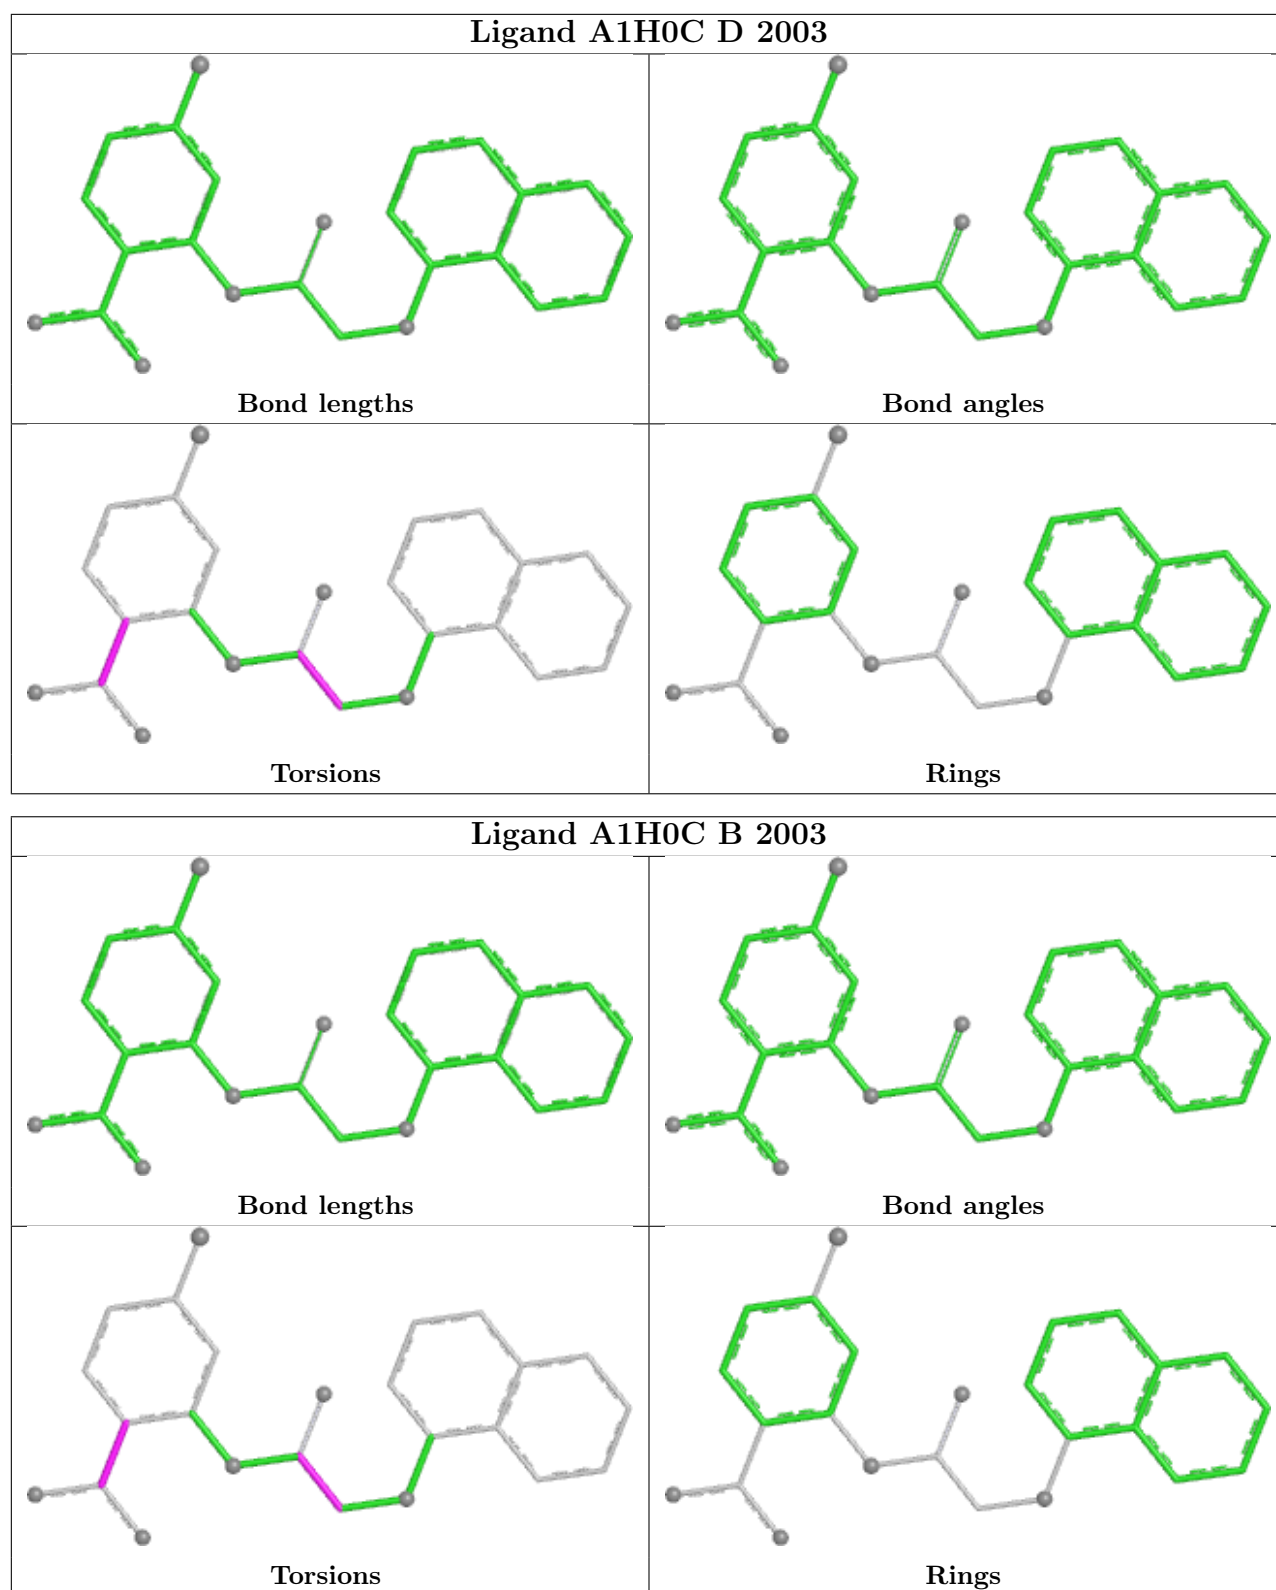 Ligand A1H0C D 2003
Bond lengths
Bond angles
Torsions
Rings
Ligand A1H0C B 2003
Bond lengths
Bond angles
Torsions
Rings